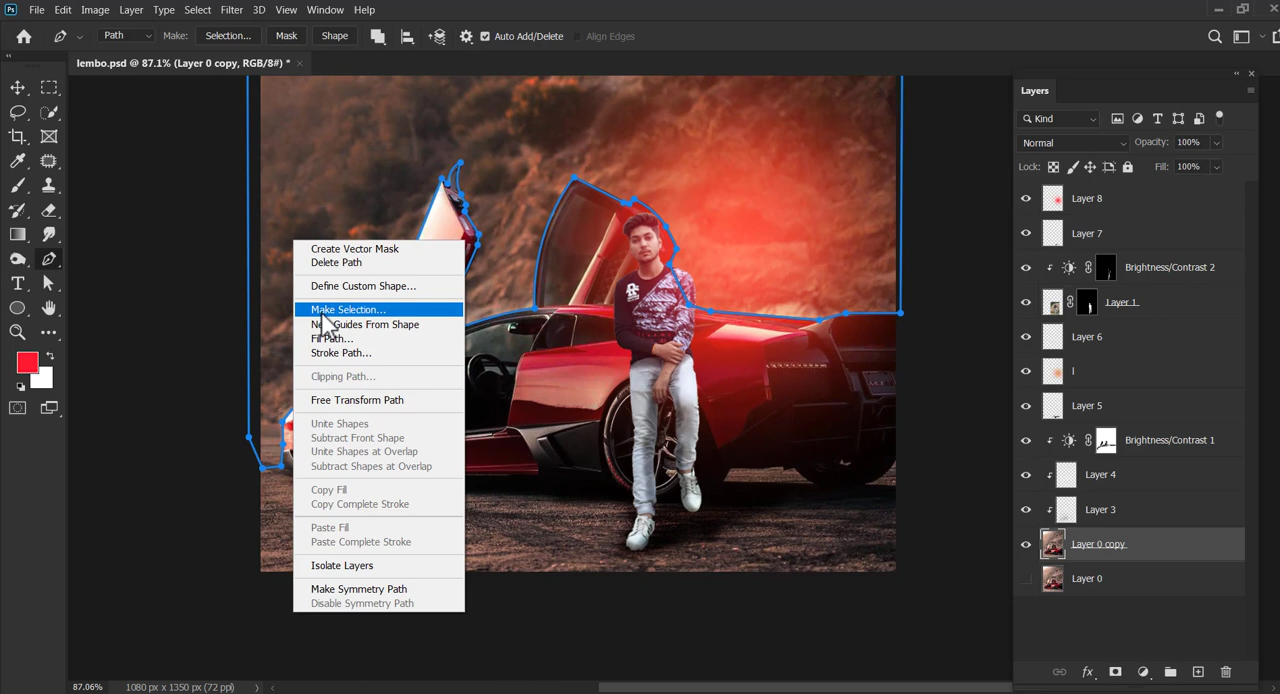 Ps File Edit Image Layer Type Select Filter 3D View Window Help
Path Make: Selection... Mask Shape Auto Add/Delete Align Edges
lembo.psd @ 87.1% (Layer 0 copy, RGB/8#) * ×
Create Vector Mask
Delete Path
Define Custom Shape...
Make Selection...
New Guides From Shape
Fill Path...
Stroke Path...
Clipping Path...
Free Transform Path
Unite Shapes
Subtract Front Shape
Unite Shapes at Overlap
Subtract Shapes at Overlap
Copy Fill
Copy Complete Stroke
Paste Fill
Paste Complete Stroke
Isolate Layers
Make Symmetry Path
Disable Symmetry Path
Layers
Kind
Normal Opacity: 100%
Lock: Fill: 100%
Layer 8
Layer 7
Brightness/Contrast 2
Layer 1
Layer 6
l
Layer 5
Brightness/Contrast 1
Layer 4
Layer 3
Layer 0 copy
Layer 0
fx
87.06% 1080 px x 1350 px (72 ppi)